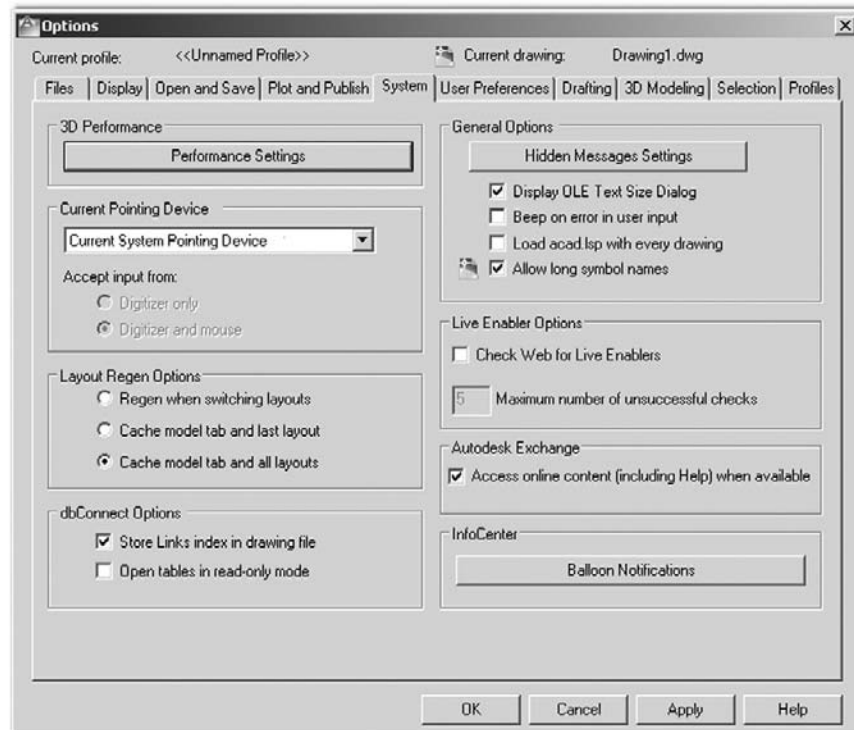 Options
Current profile: <<Unnamed Profile>> Current drawing: Drawing1.dwg
Files Display Open and Save Plot and Publish System User Preferences Drafting 3D Modeling Selection Profiles
3D Performance
Performance Settings
Current Pointing Device
Current System Pointing Device
Accept input from:
Digitizer only
Digitizer and mouse
Layout Regen Options
Regen when switching layouts
Cache model tab and last layout
Cache model tab and all layouts
dbConnect Options
Store Links index in drawing file
Open tables in read-only mode
General Options
Hidden Messages Settings
Display OLE Text Size Dialog
Beep on error in user input
Load acad.lsp with every drawing
Allow long symbol names
Live Enabler Options
Check Web for Live Enablers
5 Maximum number of unsuccessful checks
Autodesk Exchange
Access online content (including Help) when available
InfoCenter
Balloon Notifications
OK Cancel Apply Help